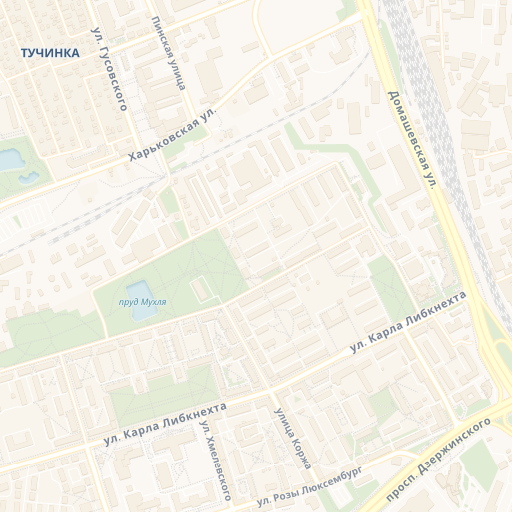 ТУЧИНКА
ул. Гусовского
Пинская улица
Харьковская ул.
Домашевская ул.
пруд Мухля
ул. Карла Либкнехта
ул. Карла Либкнехта
ул. Хмелевского
улица Коржа
ул. Розы Люксембург
просп. Дзержинского